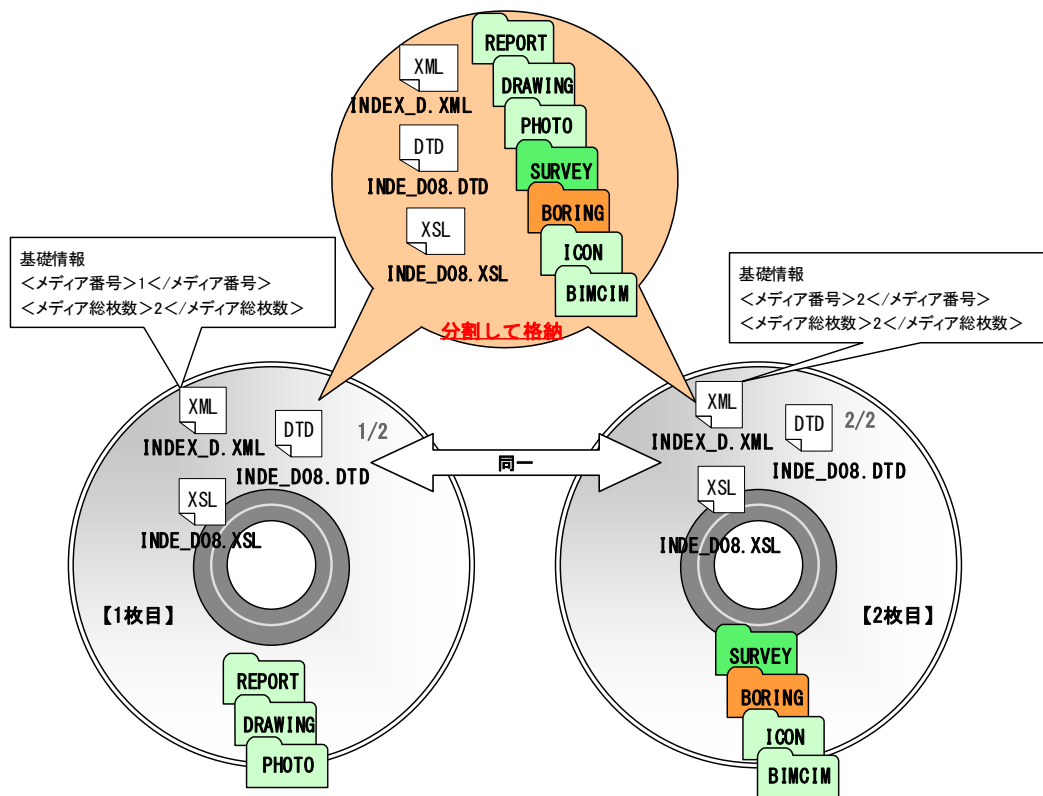 REPORT
XML
DRAWING
INDEX_D.XML
PHOTO
DTD
SURVEY
INDE_D08.DTD
BORING
XSL
ICON
INDE_D08.XSL
BIMCIM
分割して格納
基礎情報
<メディア番号>1</メディア番号>
<メディア総枚数>2</メディア総枚数>
基礎情報
<メディア番号>2</メディア番号>
<メディア総枚数>2</メディア総枚数>
XML
DTD
1/2
INDEX_D.XML
INDE_D08.DTD
XSL
INDE_D08.XSL
【1枚目】
REPORT
DRAWING
PHOTO
同一
XML
DTD
2/2
INDEX_D.XML
INDE_D08.DTD
XSL
INDE_D08.XSL
【2枚目】
SURVEY
BORING
ICON
BIMCIM